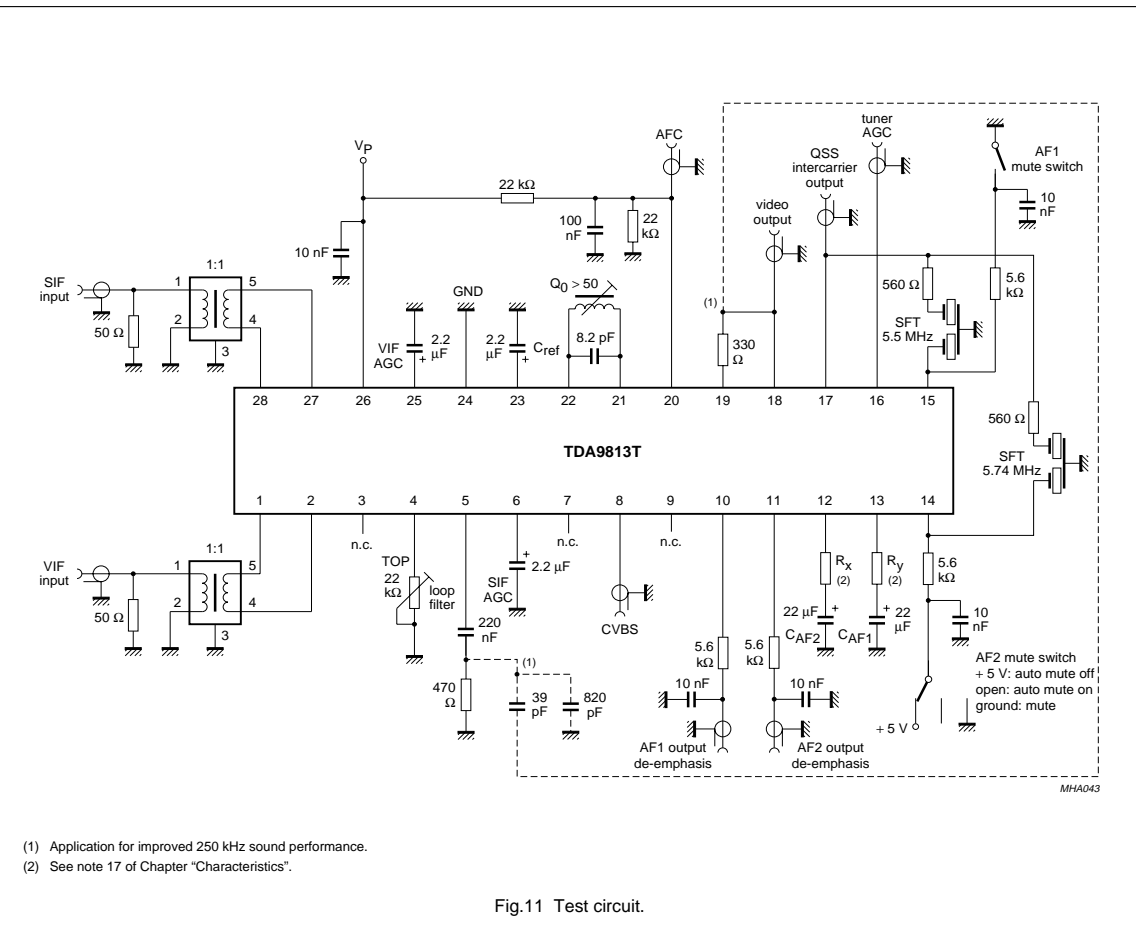 tuner
AGC
AFC
VP
QSS
intercarrier
output
AF1
mute switch
22 kΩ
video
output
10
nF
100
nF
22
kΩ
10 nF
1:1
SIF
input
1
5
2
4
3
50 Ω
GND
Q0 > 50
560 Ω
5.6
kΩ
(1)
SFT
5.5 MHz
VIF
AGC
2.2
μF
+
2.2
μF
Cref
+
8.2 pF
330
Ω
28
27
26
25
24
23
22
21
20
19
18
17
16
15
560 Ω
TDA9813T
SFT
5.74 MHz
1
2
3
4
5
6
7
8
9
10
11
12
13
14
n.c.
n.c.
n.c.
1:1
VIF
input
1
5
2
4
3
50 Ω
TOP
22
kΩ
loop
filter
+
2.2 μF
SIF
AGC
Rx
(2)
Ry
(2)
5.6
kΩ
220
nF
CVBS
22 μF
+
CAF2
+
22
μF
CAF1
10
nF
5.6
kΩ
5.6
kΩ
(1)
AF2 mute switch
+ 5 V: auto mute off
open: auto mute on
ground: mute
470
Ω
39
pF
820
pF
10 nF
10 nF
+ 5 V
AF1 output
de-emphasis
AF2 output
de-emphasis
MHA043
(1) Application for improved 250 kHz sound performance.
(2) See note 17 of Chapter “Characteristics”.
Fig.11 Test circuit.